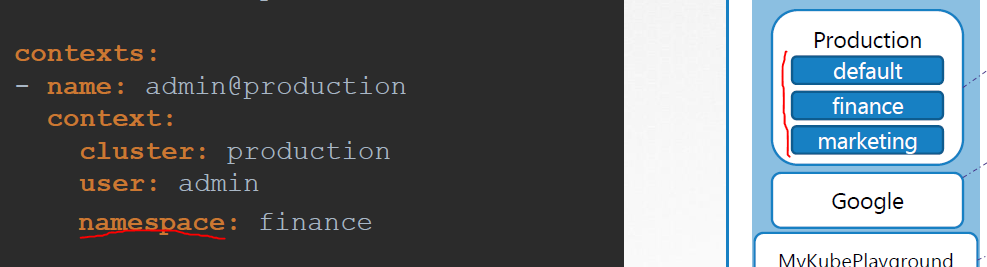 contexts:
- name: admin@production
context:
cluster: production
user: admin
namespace: finance
Production
default
finance
marketing
Google
MyKubePlayground